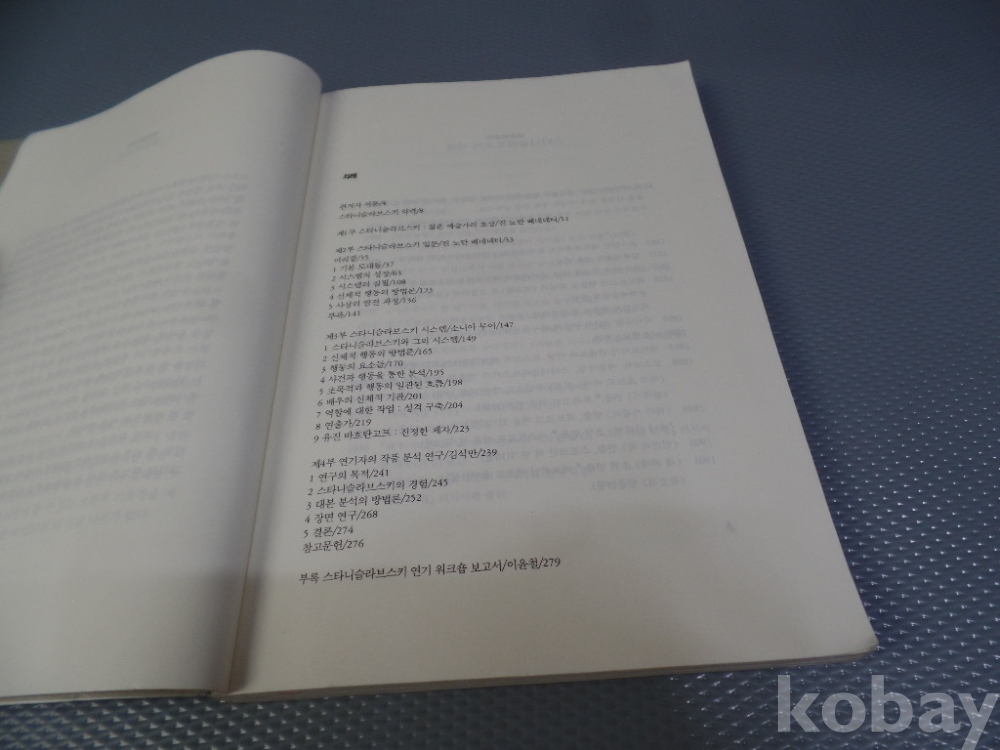 차례
편저자 서문/4
스타니슬라브스키 약력/8
제1부 스타니슬라브스키 : 젊은 예술가의 초상/진 노만 베네데티/11
제2부 스타니슬라브스키 입문/진 노만 베네데티/33
머리말/35
1 기본 토대들/37
2 시스템의 성장/63
3 시스템의 집필/108
4 신체적 행동의 방법론/123
5 사상의 발전 과정/136
주석/141
제3부 스타니슬라브스키 시스템/소니아 무어/147
1 스타니슬라브스키와 그의 시스템/149
2 신체적 행동의 방법론/165
3 행동의 요소들/170
4 사건과 행동을 통한 분석/195
5 초목적과 행동의 일관된 흐름/198
6 배우의 신체적 기관/201
7 역할에 대한 작업 : 성격 구축/204
8 연출가/219
9 유진 바흐탄고프 : 진정한 제자/223
제4부 연기자의 작품 분석 연구/김석만/239
1 연구의 목적/241
2 스타니슬라브스키의 경험/245
3 대본 분석의 방법론/252
4 장면 연구/268
5 결론/274
참고문헌/276
부록 스타니슬라브스키 연기 워크숍 보고서/이윤철/279
kobay